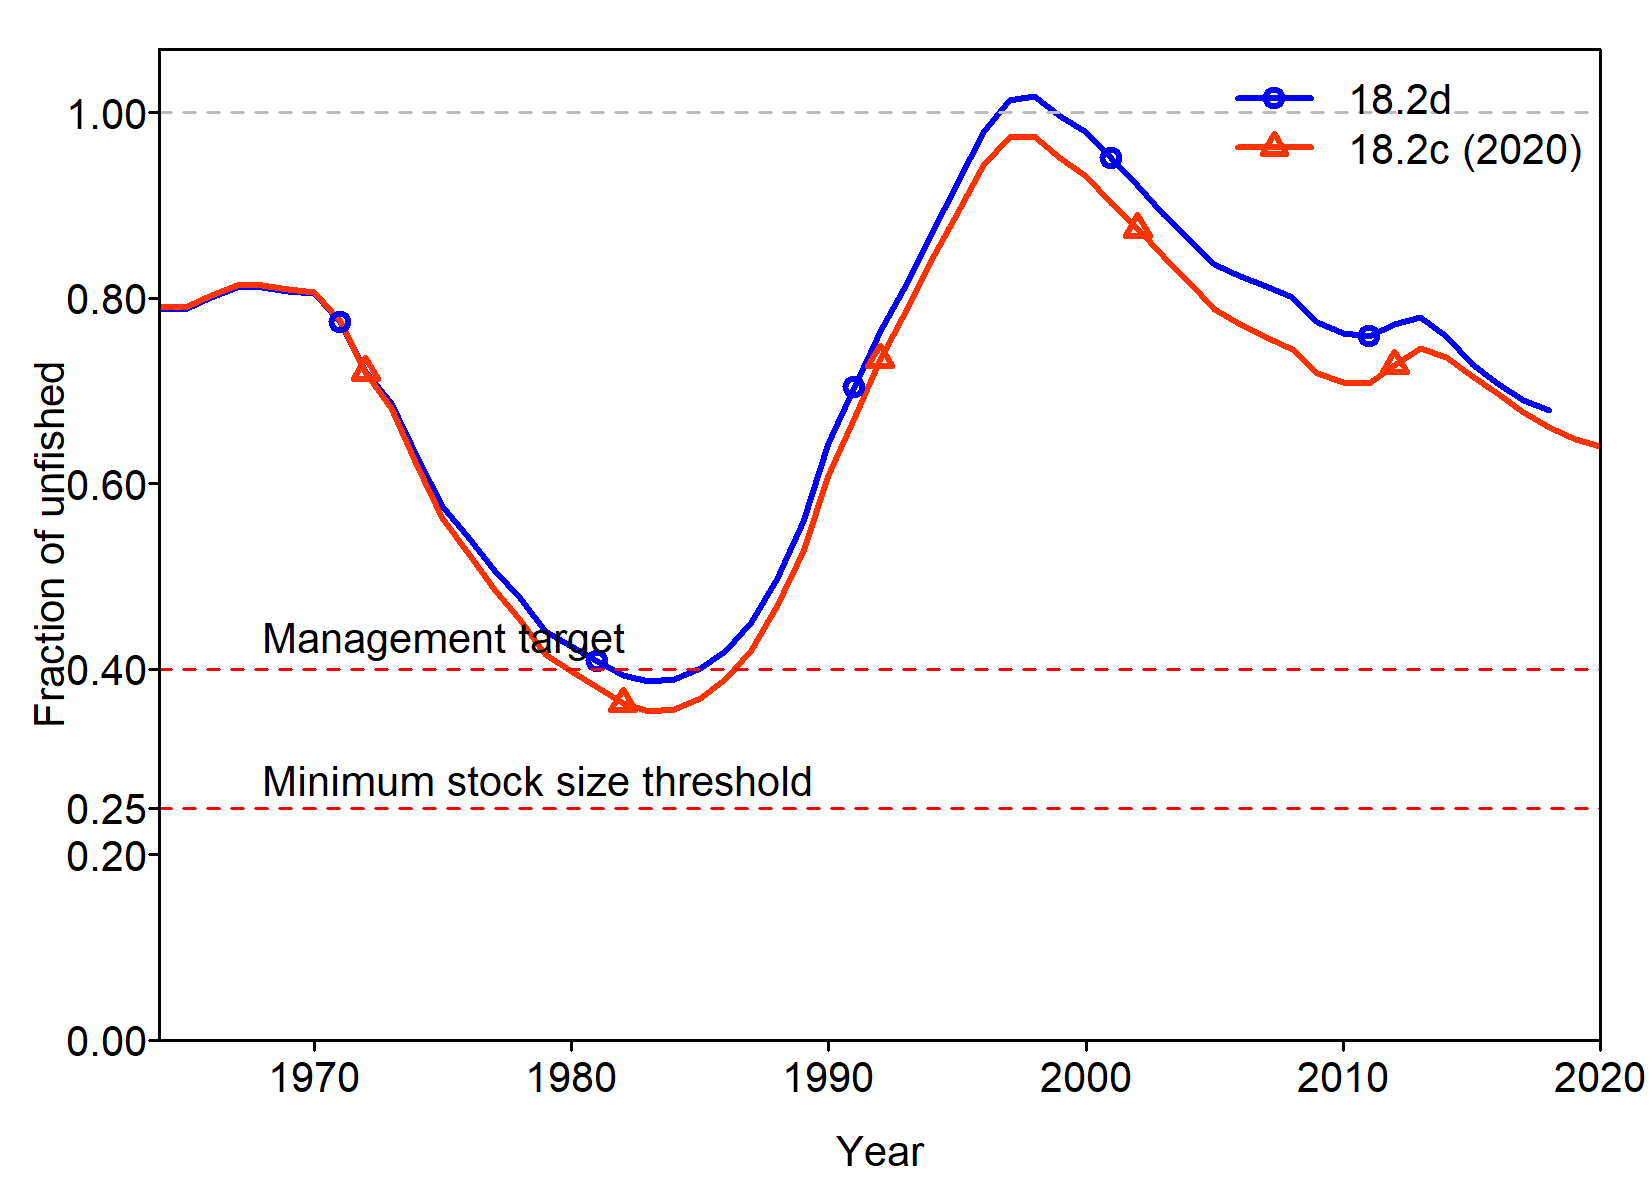 18.2d
18.2c (2020)
1.00
0.80
0.60
0.40
0.25
0.20
0.00
Fraction of unfished
Management target
Minimum stock size threshold
1970
1980
1990
2000
2010
2020
Year